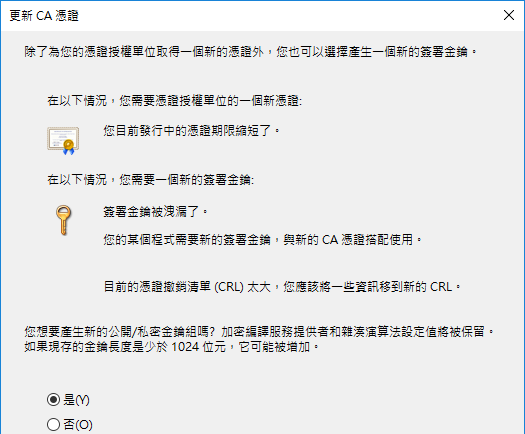 更新 CA 憑證
除了為您的憑證授權單位取得一個新的憑證外，您也可以選擇產生一個新的簽署金鑰。
在以下情況，您需要憑證授權單位的一個新憑證:
您目前發行中的憑證期限縮短了。
在以下情況，您需要一個新的簽署金鑰:
簽署金鑰被洩漏了。
您的某個程式需要新的簽署金鑰，與新的 CA 憑證搭配使用。
目前的憑證撤銷清單 (CRL) 太大，您應該將一些資訊移到新的 CRL。
您想要產生新的公開/私密金鑰組嗎? 加密編譯服務提供者和雜湊演算法設定值將被保留。
如果現存的金鑰長度是少於 1024 位元，它可能被增加。
是(Y)
否(O)